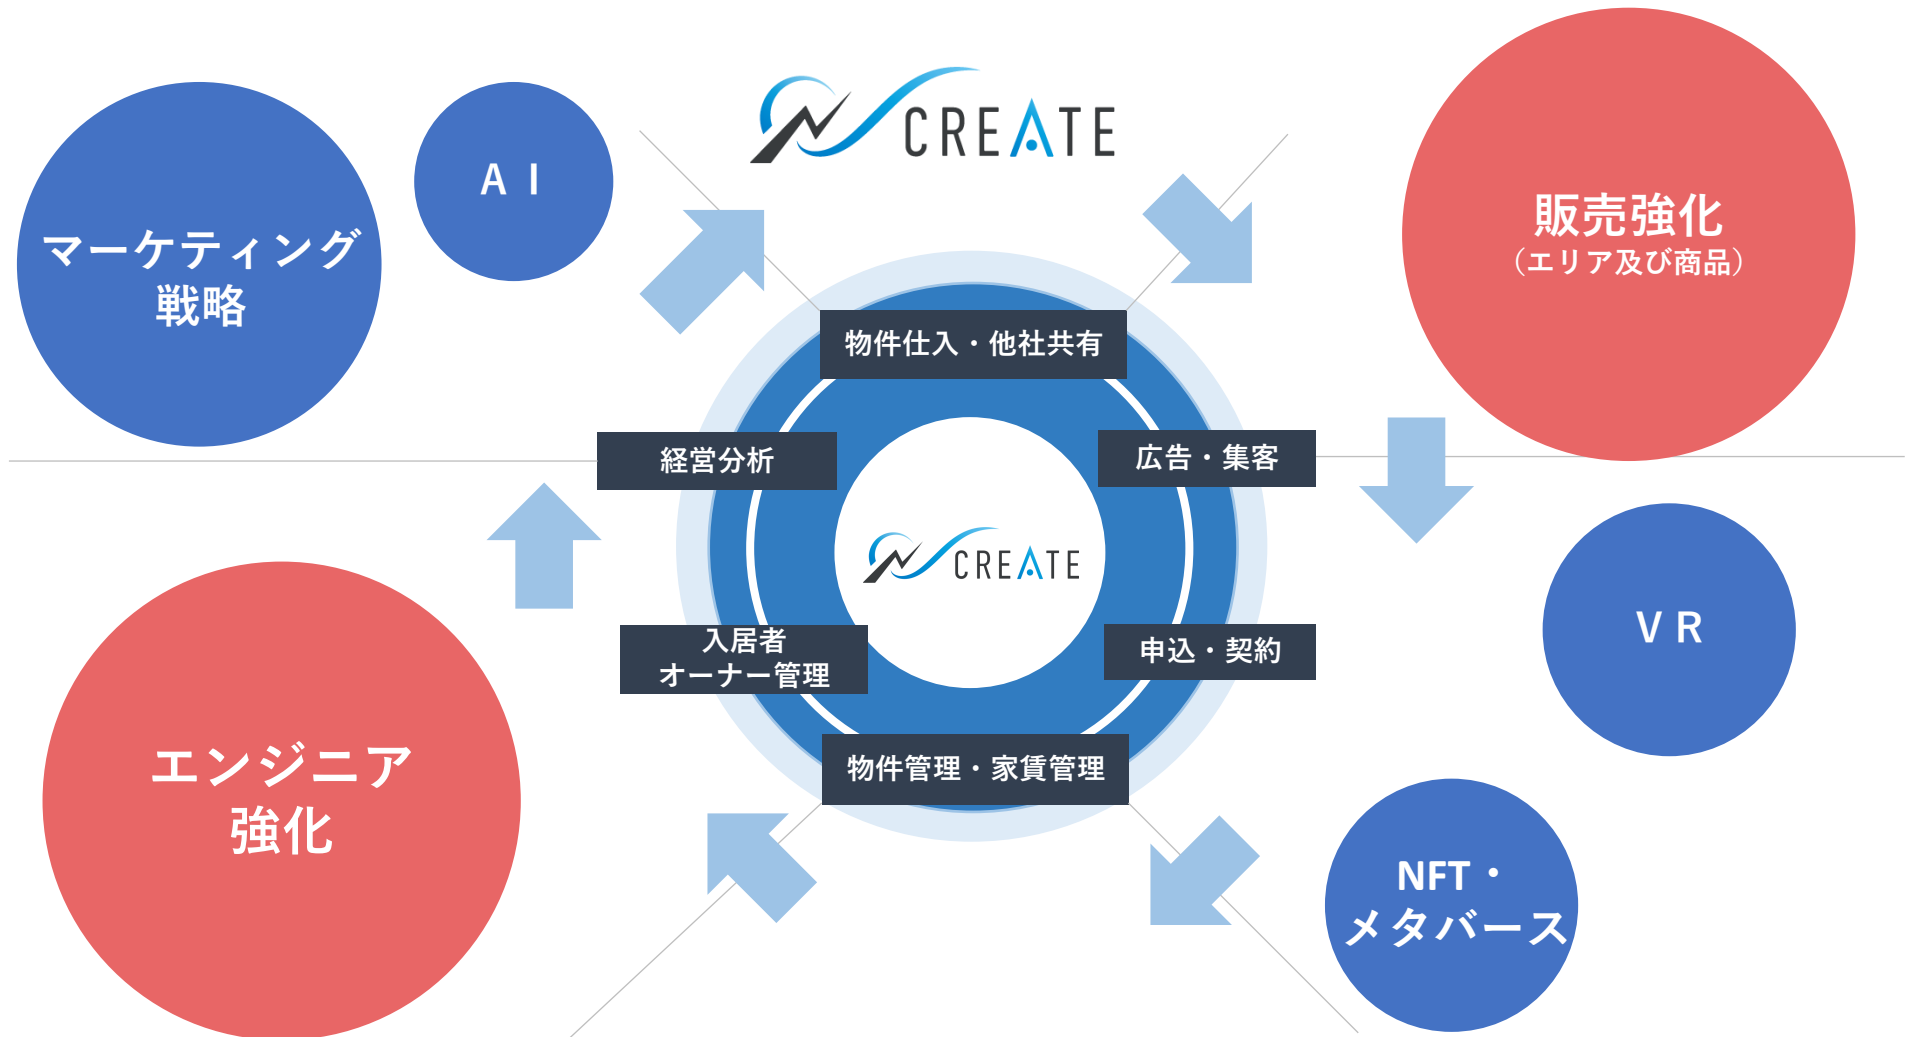 CREATE
マーケティング
戦略
AI
販売強化
（エリア及び商品）
物件仕入・他社共有
経営分析
広告・集客
CREATE
入居者
オーナー管理
申込・契約
VR
エンジニア
強化
物件管理・家賃管理
NFT・
メタバース